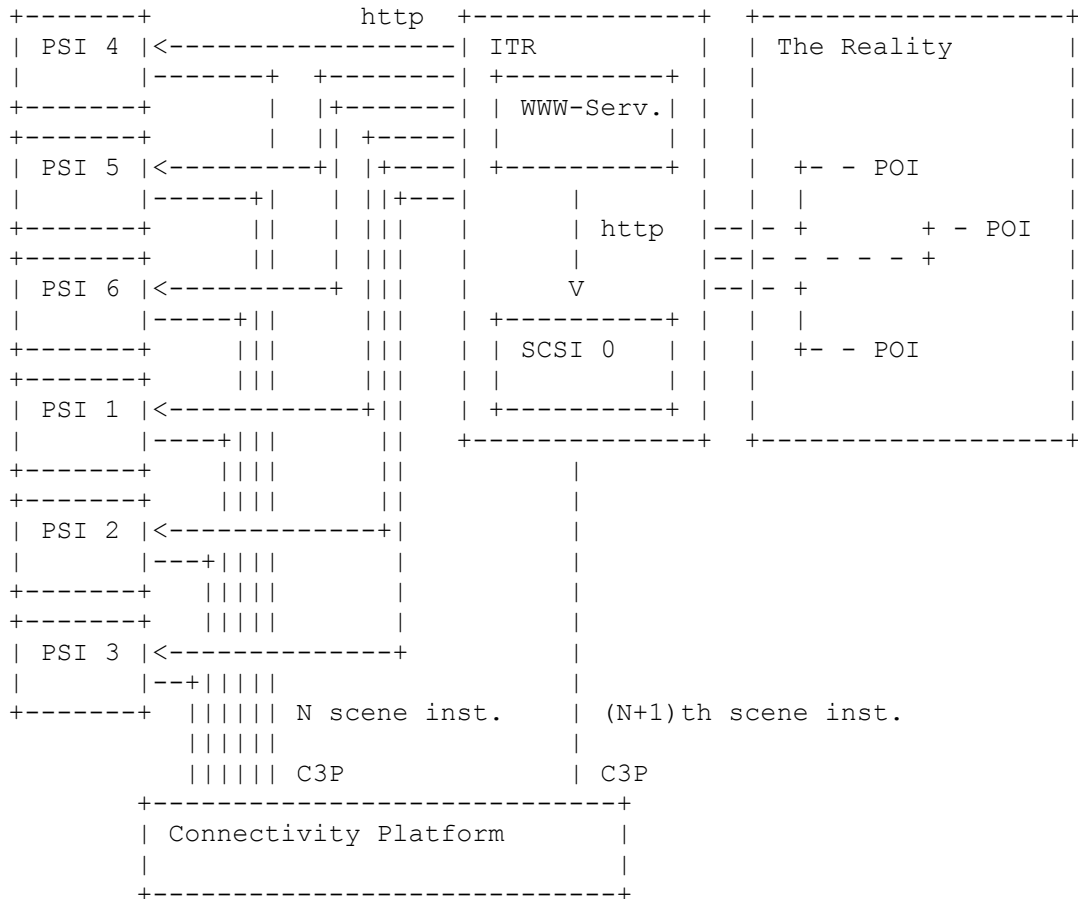 http
PSI 4
ITR
The Reality
WWW-Serv.
PSI 5
POI
http
POI
PSI 6
SCSI 0
POI
PSI 1
PSI 2
PSI 3
N scene inst.
(N+1)th scene inst.
C3P
C3P
Connectivity Platform